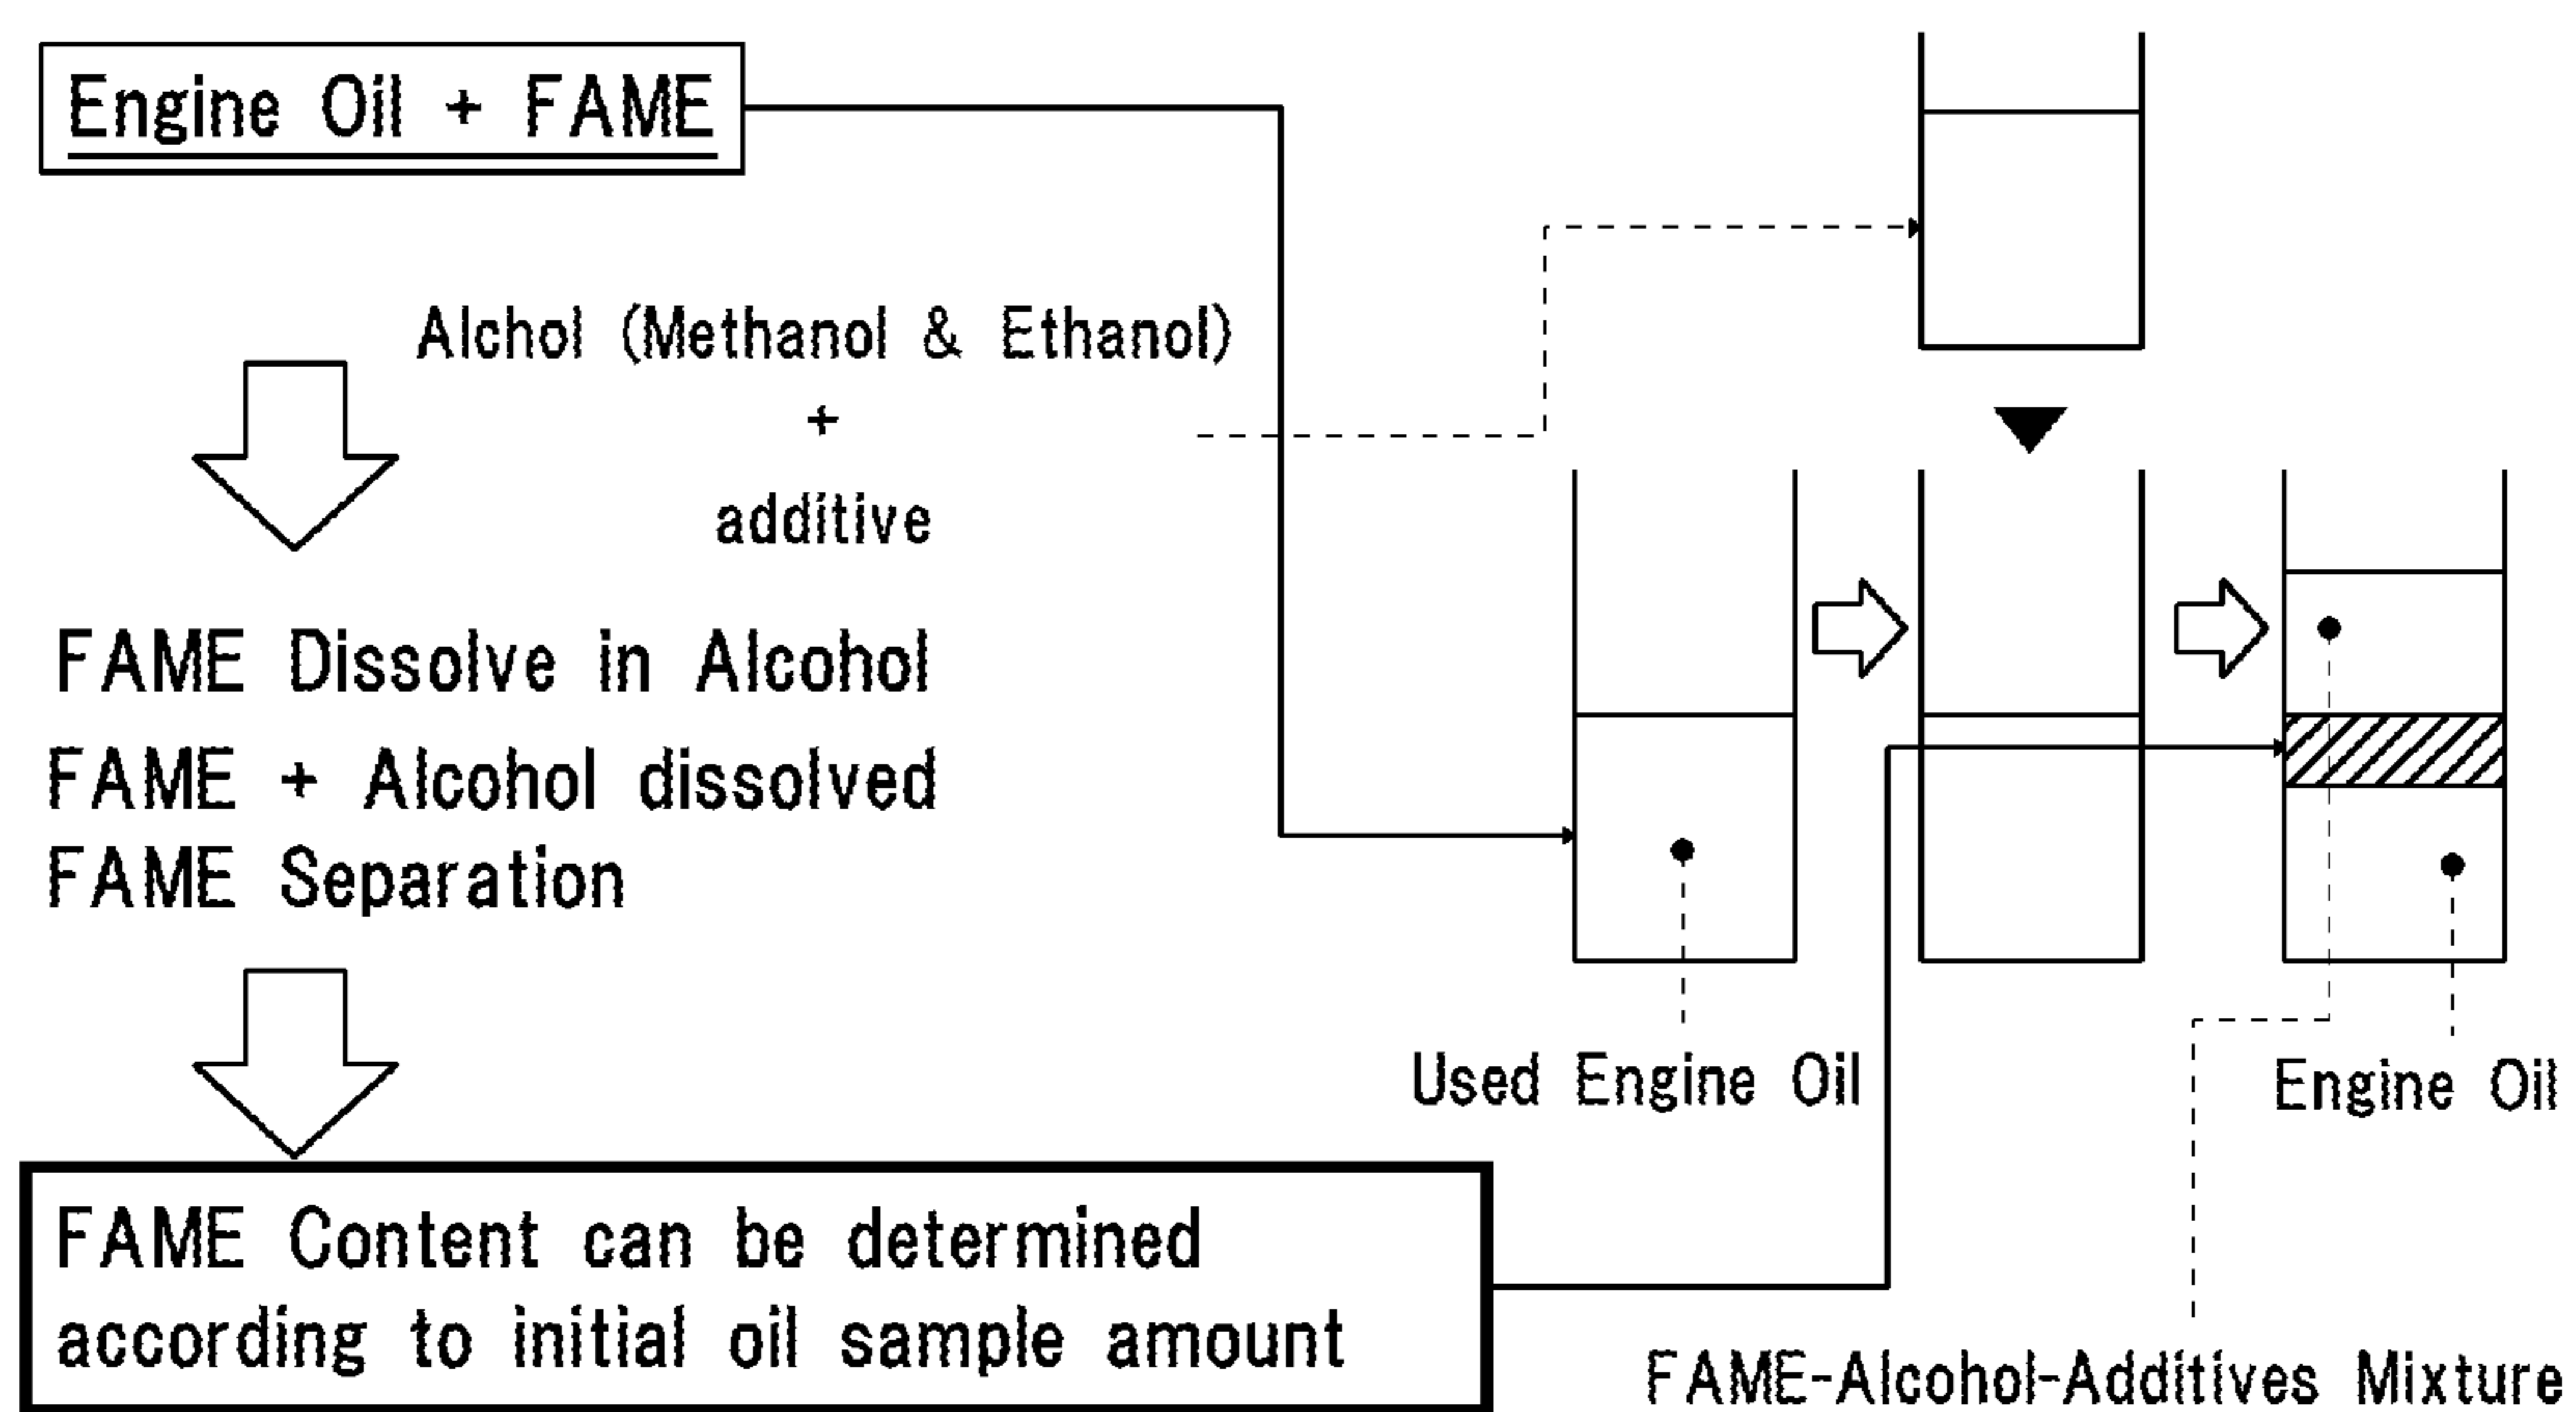 Engine Oil + FAME
Alchol (Methanol & Ethanol)
+
additive
FAME Dissolve in Alcohol
FAME + Alcohol dissolved
FAME Separation
FAME Content can be determined
according to initial oil sample amount
Used Engine Oil
Engine Oil
FAME-Alcohol-Additives Mixture